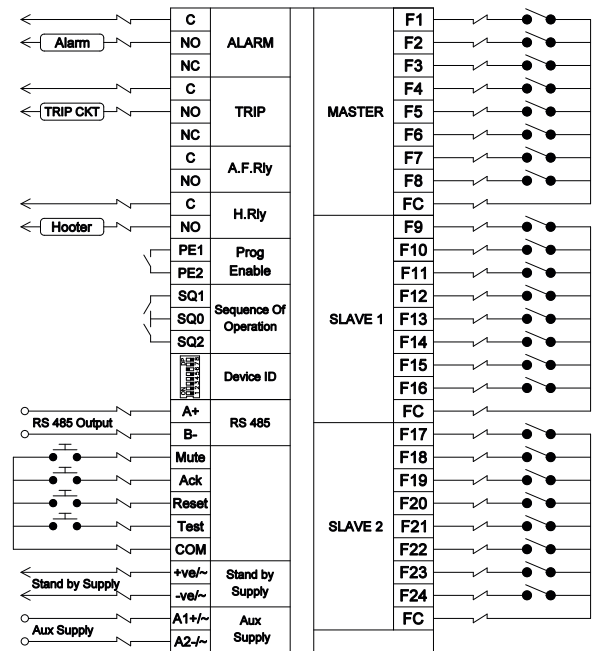 C F1
Alarm NO ALARM F2
NC F3
C F4
TRIP CKT NO TRIP MASTER F5
NC F6
C A.F.Rly F7
NO F8
C H.Rly FC
Hooter NO F9
PE1 Prog F10
PE2 Enable F11
SQ1 F12
SQ0 Sequence Of Operation SLAVE 1 F13
SQ2 F14
Device ID F15
ON 12345678 F16
A+ RS 485 FC
RS 485 Output
B- F17
Mute F18
Ack F19
Reset F20
Test SLAVE 2 F21
COM F22
+ve/~ Stand by F23
Stand by Supply
-ve/~ Supply F24
A1+/~ Aux FC
Aux Supply
A2-/~ Supply